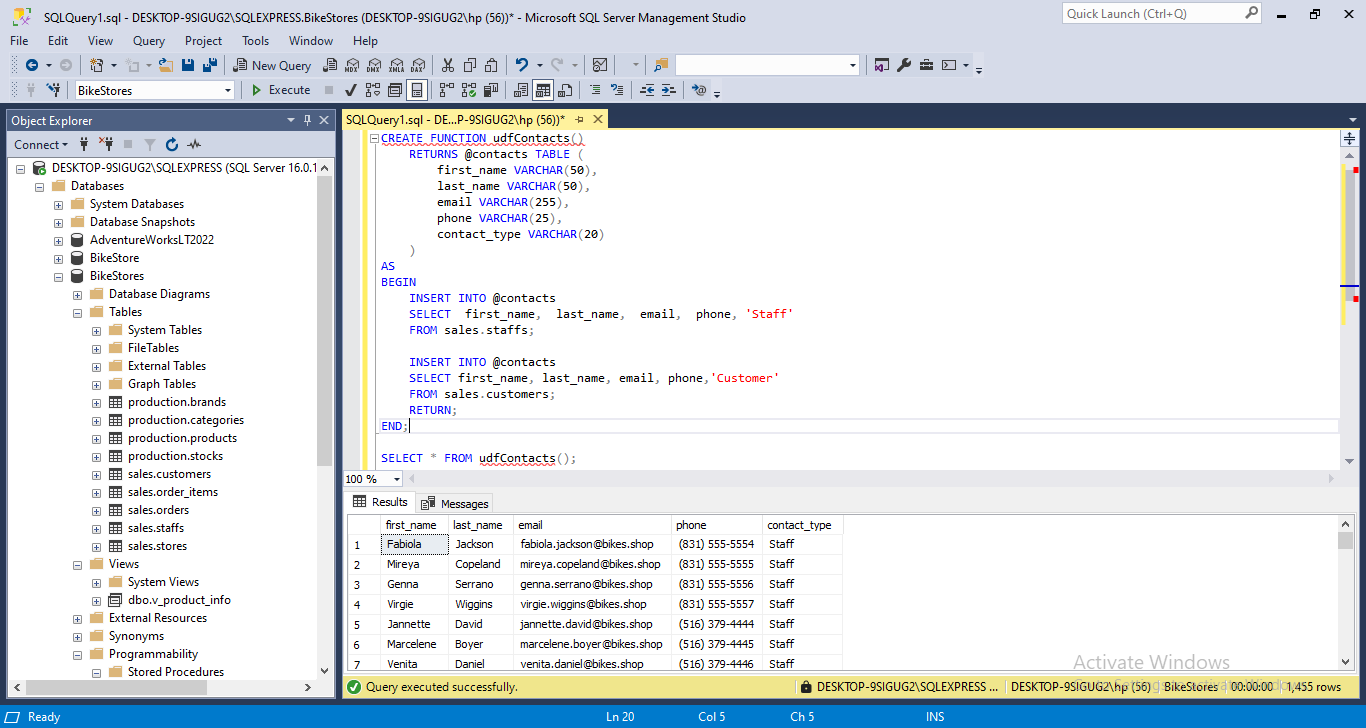 SQLQuery1.sql - DESKTOP-9SIGUG2\SQLEXPRESS.BikeStores (DESKTOP-9SIGUG2\hp (56))* - Microsoft SQL Server Management Studio
Quick Launch (Ctrl+Q)
File Edit View Query Project Tools Window Help
New Query MDX DMX XMLA DAX
BikeStores Execute
Object Explorer
Connect
DESKTOP-9SIGUG2\SQLEXPRESS (SQL Server 16.0.1
Databases
System Databases
Database Snapshots
AdventureWorksLT2022
BikeStore
BikeStores
Database Diagrams
Tables
System Tables
FileTables
External Tables
Graph Tables
production.brands
production.categories
production.products
production.stocks
sales.customers
sales.order_items
sales.orders
sales.staffs
sales.stores
Views
System Views
dbo.v_product_info
External Resources
Synonyms
Programmability
Stored Procedures
SQLQuery1.sql - DE...P-9SIGUG2\hp (56))*
CREATE FUNCTION udfContacts()
RETURNS @contacts TABLE (
first_name VARCHAR(50),
last_name VARCHAR(50),
email VARCHAR(255),
phone VARCHAR(25),
contact_type VARCHAR(20)
)
AS
BEGIN
INSERT INTO @contacts
SELECT first_name, last_name, email, phone, 'Staff'
FROM sales.staffs;
INSERT INTO @contacts
SELECT first_name, last_name, email, phone,'Customer'
FROM sales.customers;
RETURN;
END;
SELECT * FROM udfContacts();
100 %
Results Messages
first_name last_name email phone contact_type
1 Fabiola Jackson fabiola.jackson@bikes.shop (831) 555-5554 Staff
2 Mireya Copeland mireya.copeland@bikes.shop (831) 555-5555 Staff
3 Genna Serrano genna.serrano@bikes.shop (831) 555-5556 Staff
4 Virgie Wiggins virgie.wiggins@bikes.shop (831) 555-5557 Staff
5 Jannette David jannette.david@bikes.shop (516) 379-4444 Staff
6 Marcelene Boyer marcelene.boyer@bikes.shop (516) 379-4445 Staff
7 Venita Daniel venita.daniel@bikes.shop (516) 379-4446 Staff
Activate Windows
Go to Settings to activate Windows.
Query executed successfully. DESKTOP-9SIGUG2\SQLEXPRESS ... DESKTOP-9SIGUG2\hp (56) BikeStores 00:00:00 1,455 rows
Ready Ln 20 Col 5 Ch 5 INS